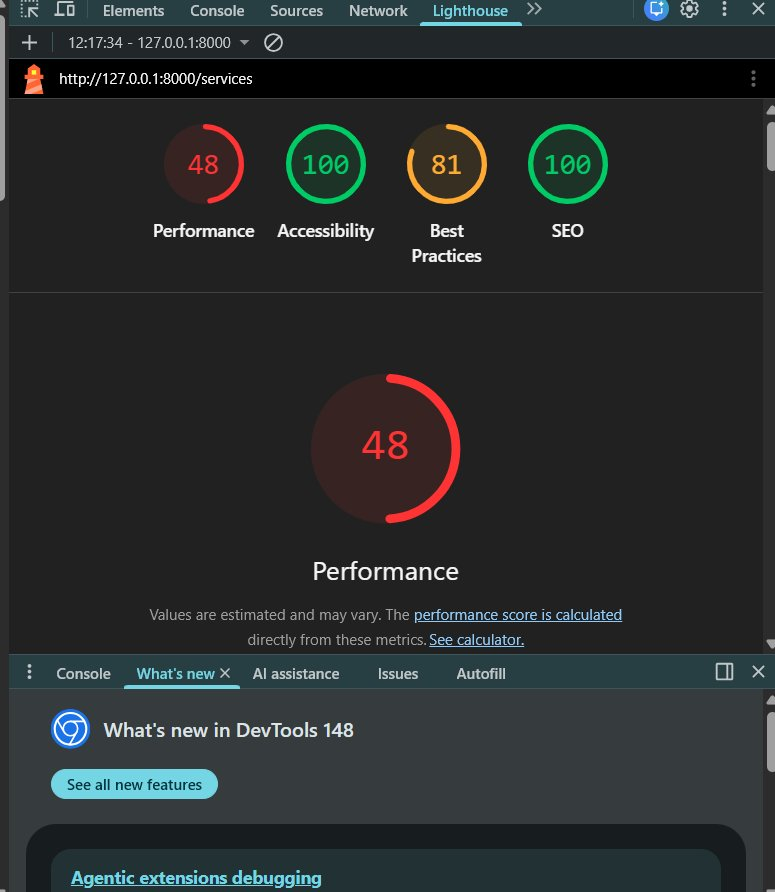 Elements Console Sources Network Lighthouse
12:17:34 - 127.0.0.1:8000
http://127.0.0.1:8000/services
48 100 81 100
Performance Accessibility Best Practices SEO
48
Performance
Values are estimated and may vary. The performance score is calculated
directly from these metrics. See calculator.
Console What's new AI assistance Issues Autofill
What's new in DevTools 148
See all new features
Agentic extensions debugging